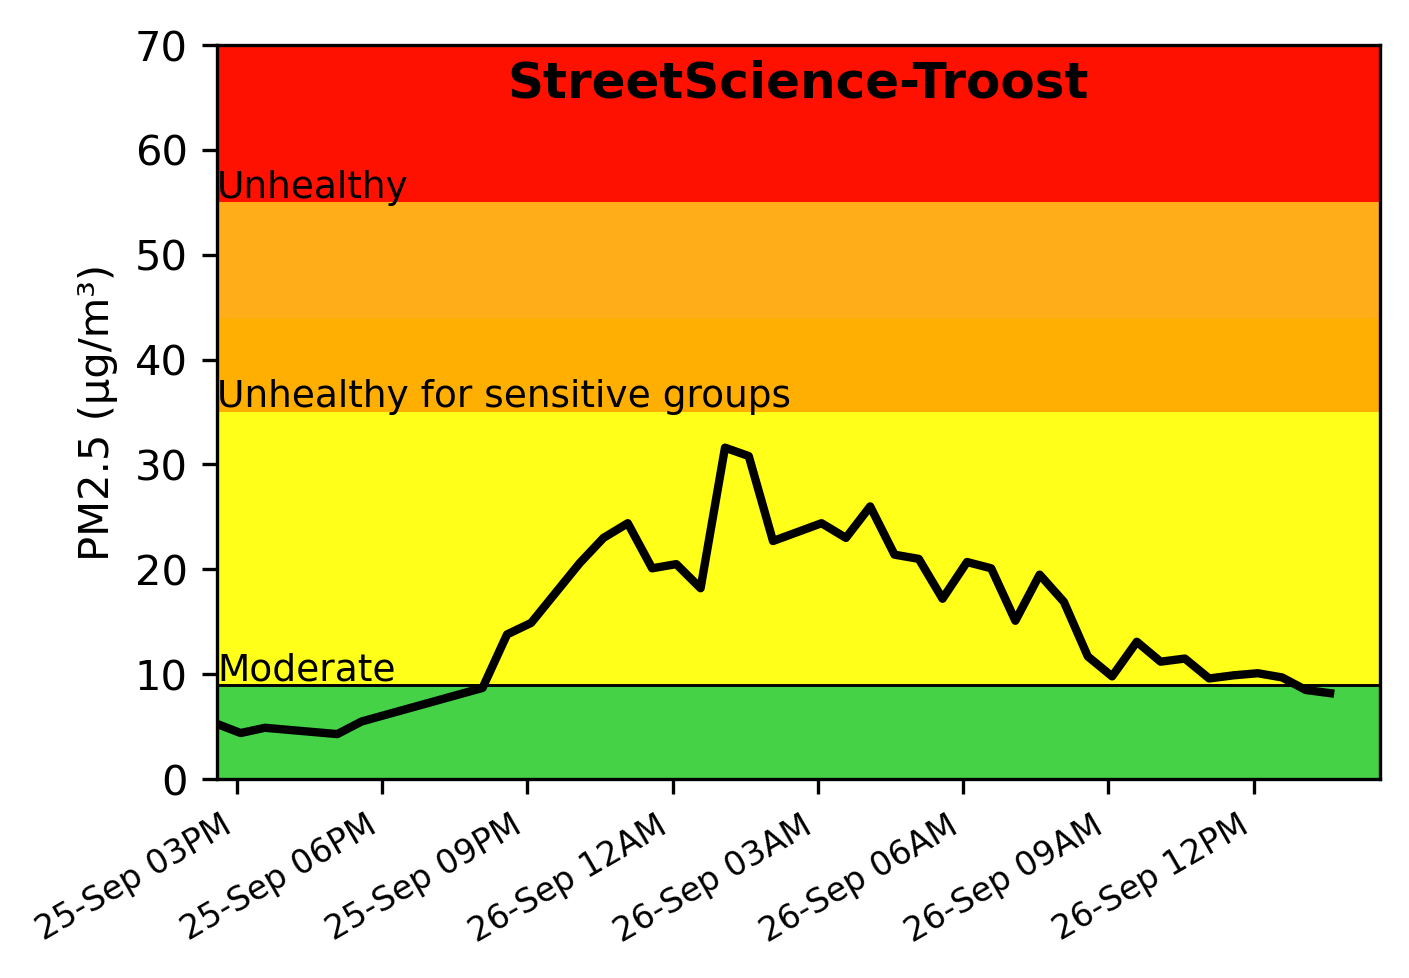 StreetScience-Troost
PM2.5 (µg/m³)
70
60
Unhealthy
50
40
Unhealthy for sensitive groups
30
20
10
Moderate
0
25-Sep 03PM
25-Sep 06PM
25-Sep 09PM
26-Sep 12AM
26-Sep 03AM
26-Sep 06AM
26-Sep 09AM
26-Sep 12PM